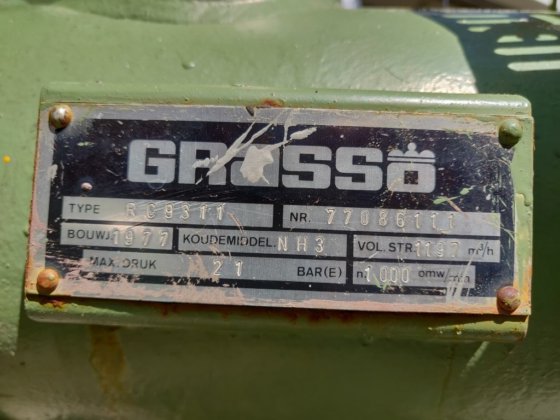 GRASSO
TYPE RC9311 NR. 77086111
BOUWJ. 1977 KOUDEMIDDEL. NH3 VOL. STR. 1197 m³/h
MAX. DRUK 21 BAR(E) n 1000 omw/min